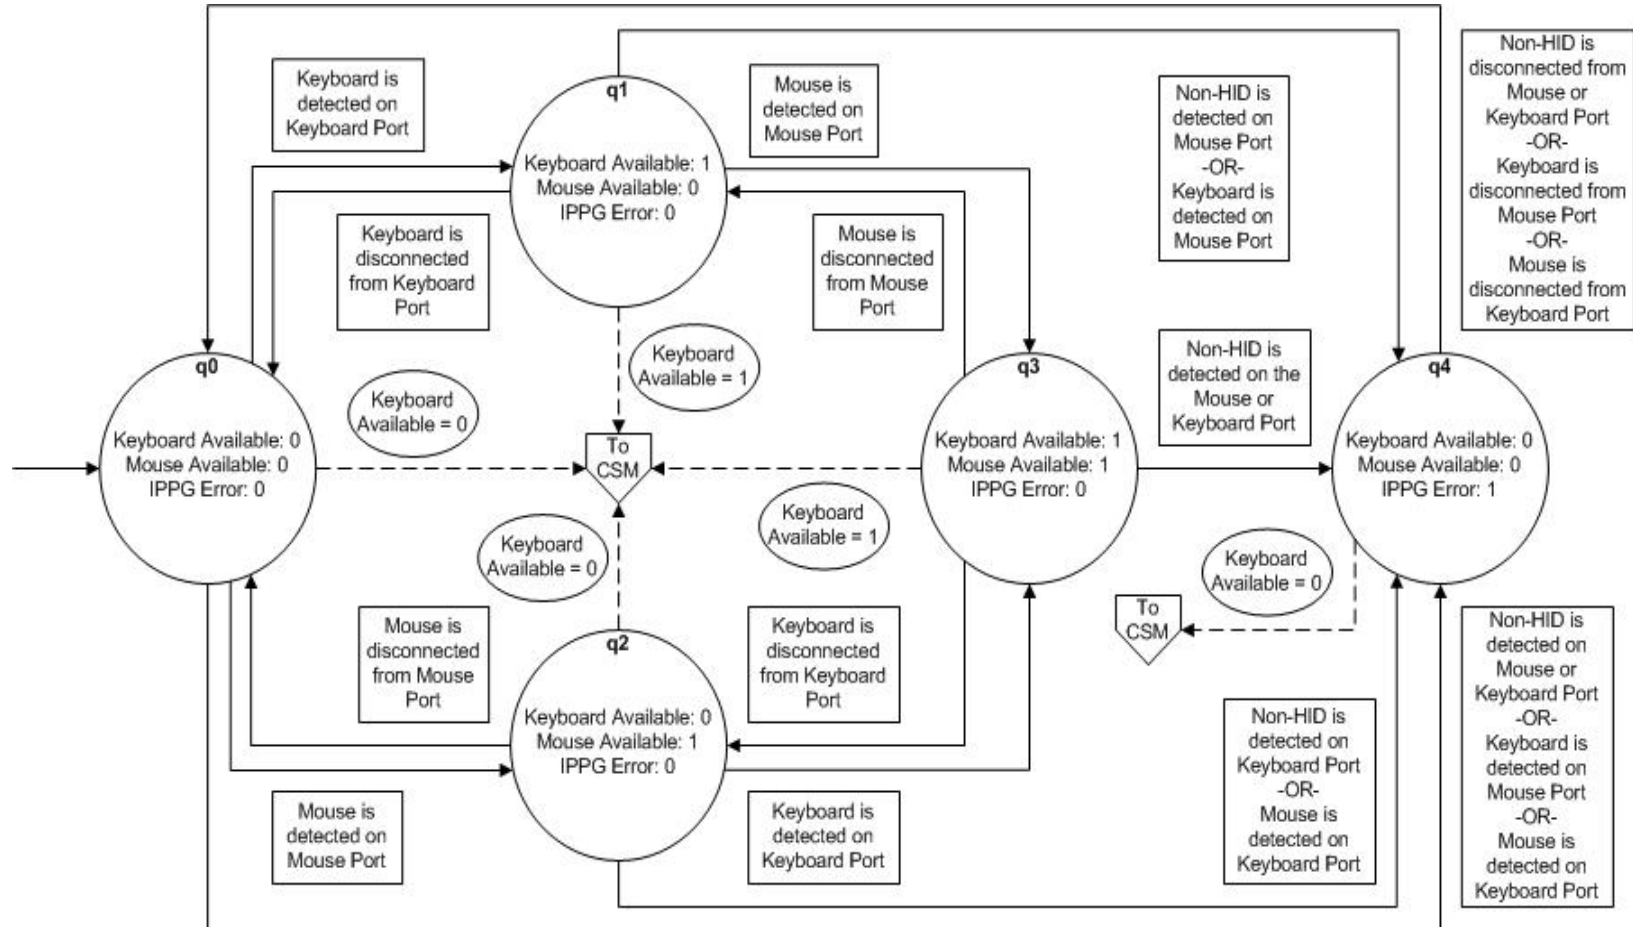 Keyboard is
detected on
Keyboard Port
q1
Keyboard Available: 1
Mouse Available: 0
IPPG Error: 0
Mouse is
detected on
Mouse Port
Non-HID is
detected on
Mouse Port
-OR-
Keyboard is
detected on
Mouse Port
Non-HID is
disconnected from
Mouse or
Keyboard Port
-OR-
Keyboard is
disconnected from
Mouse Port
-OR-
Mouse is
disconnected from
Keyboard Port
Keyboard is
disconnected
from Keyboard
Port
Mouse is
disconnected
from Mouse
Port
q0
Keyboard Available: 0
Mouse Available: 0
IPPG Error: 0
Keyboard
Available = 0
Keyboard
Available = 1
To
CSM
q3
Keyboard Available: 1
Mouse Available: 1
IPPG Error: 0
Non-HID is
detected on the
Mouse or
Keyboard Port
q4
Keyboard Available: 0
Mouse Available: 0
IPPG Error: 1
Keyboard
Available = 0
Keyboard
Available = 1
Keyboard
Available = 0
To
CSM
Mouse is
disconnected
from Mouse
Port
q2
Keyboard Available: 0
Mouse Available: 1
IPPG Error: 0
Keyboard is
disconnected
from Keyboard
Port
Mouse is
detected on
Mouse Port
Keyboard is
detected on
Keyboard Port
Non-HID is
detected on
Keyboard Port
-OR-
Mouse is
detected on
Keyboard Port
Non-HID is
detected on
Mouse or
Keyboard Port
-OR-
Keyboard is
detected on
Mouse Port
-OR-
Mouse is
detected on
Keyboard Port